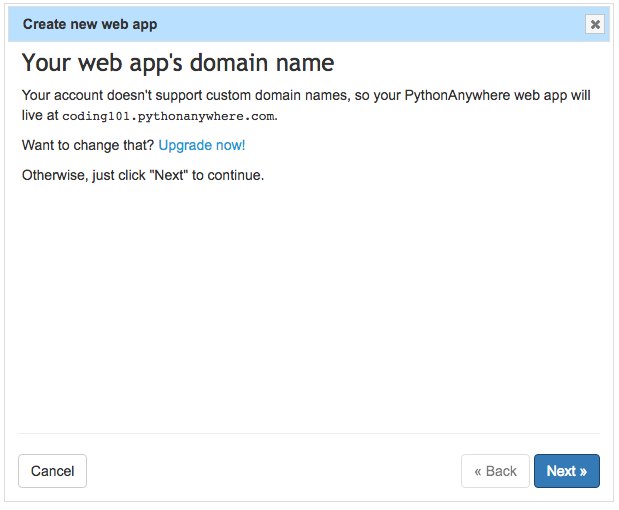 Create new web app
Your web app's domain name
Your account doesn't support custom domain names, so your PythonAnywhere web app will
live at coding101.pythonanywhere.com.
Want to change that? Upgrade now!
Otherwise, just click "Next" to continue.
Cancel
« Back
Next »